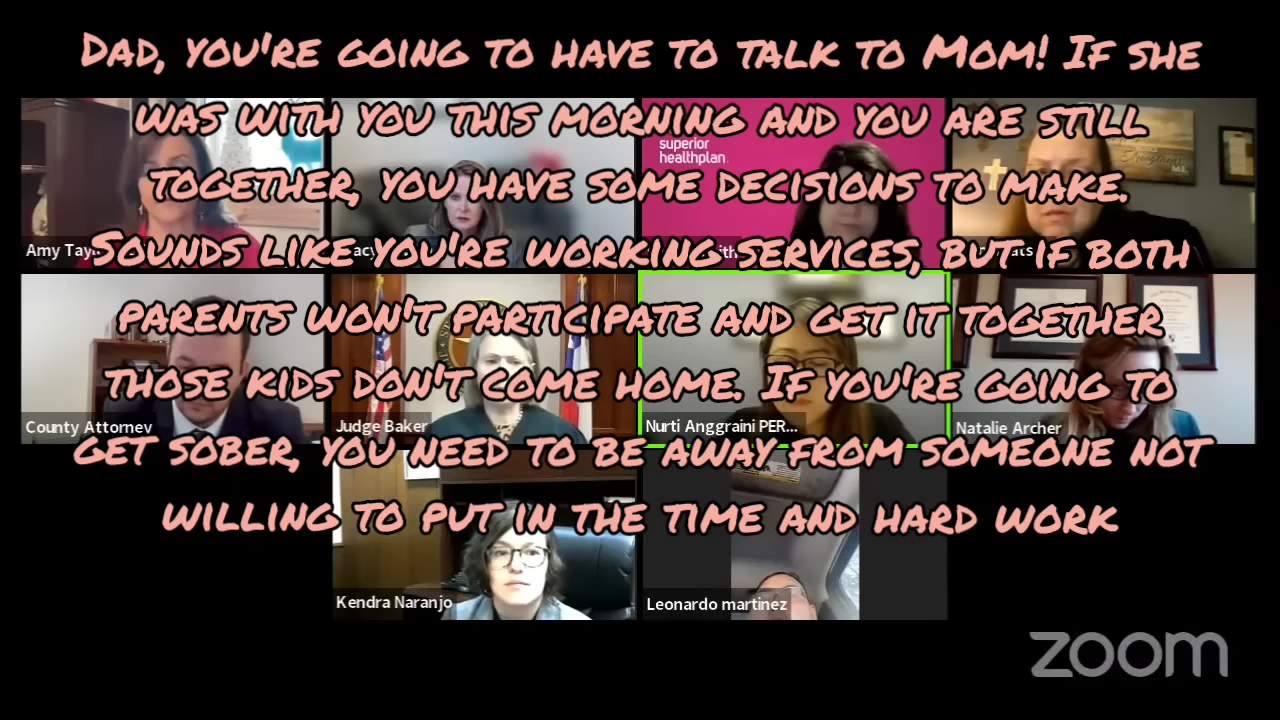 Dad, you're going to have to talk to Mom! If she
was with you this morning and you are still
superior
healthplan
together, you have some decisions to make.
Amy
Sounds like you're working services, but if both
parents won't participate and get it together
those kids don't come home. If you're going to
County Attorney
Judge Baker
Nurti Anggraini PER...
Natalie Archer
get sober, you need to be away from someone not
willing to put in the time and hard work
Kendra Naranjo
Leonardo martinez
zoom